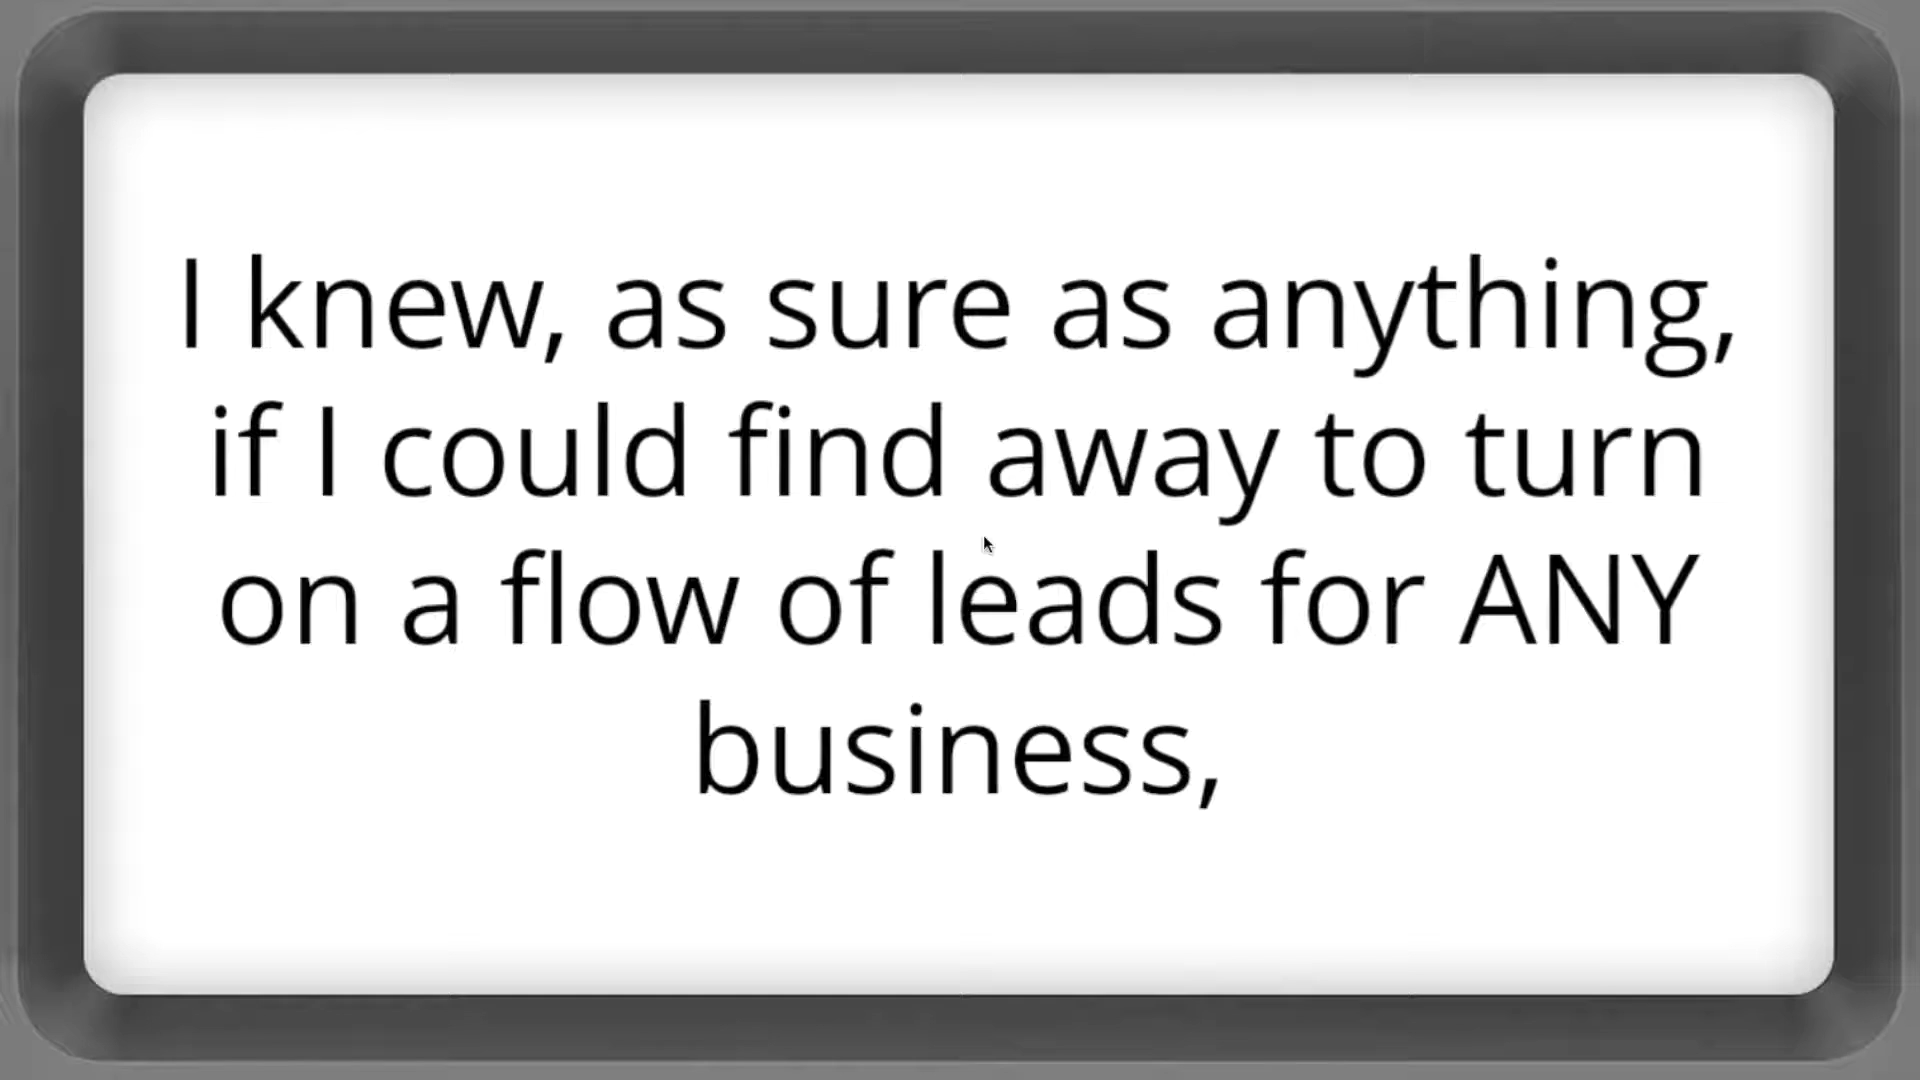 I knew, as sure as anything,
if I could find away to turn
on a flow of leads for ANY
business,